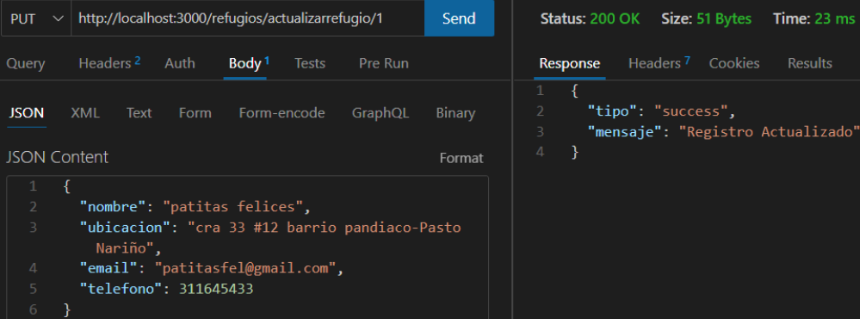 PUT http://localhost:3000/refugios/actualizarrefugio/1 Send
Query Headers 2 Auth Body 1 Tests Pre Run
JSON XML Text Form Form-encode GraphQL Binary
JSON Content Format
1 {
2 "nombre": "patitas felices",
3 "ubicacion": "cra 33 #12 barrio pandiaco-Pasto
Nariño",
4 "email": "patitasfel@gmail.com",
5 "telefono": 311645433
6 }
Status: 200 OK Size: 51 Bytes Time: 23 ms
Response Headers 7 Cookies Results
1 {
2 "tipo": "success",
3 "mensaje": "Registro Actualizado"
4 }